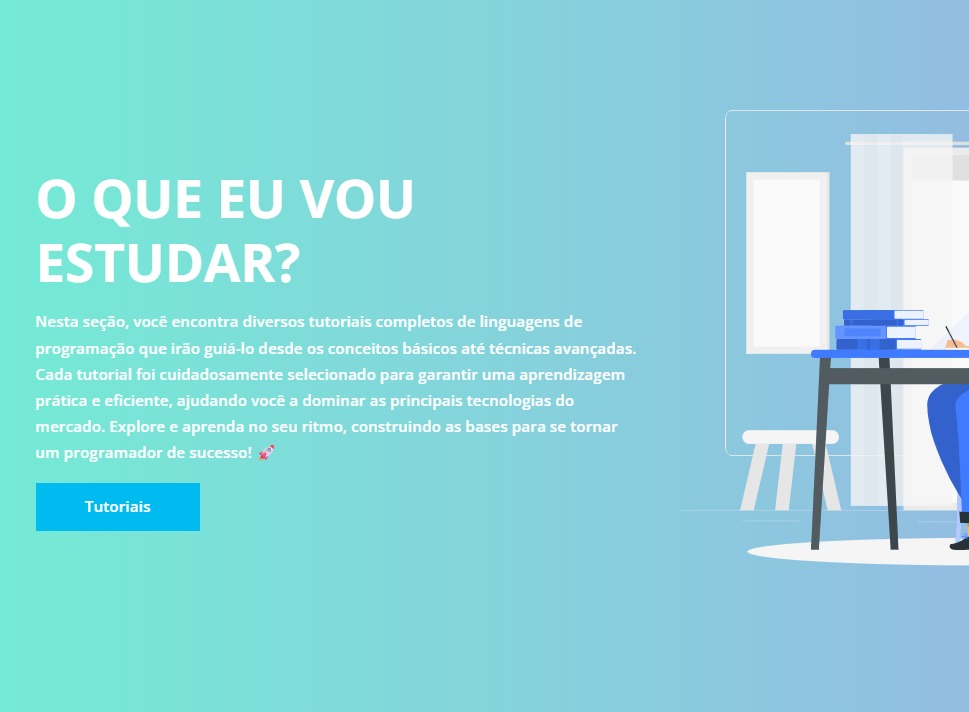 O QUE EU VOU
ESTUDAR?
Nesta seção, você encontra diversos tutoriais completos de linguagens de
programação que irão guiá-lo desde os conceitos básicos até técnicas avançadas.
Cada tutorial foi cuidadosamente selecionado para garantir uma aprendizagem
prática e eficiente, ajudando você a dominar as principais tecnologias do
mercado. Explore e aprenda no seu ritmo, construindo as bases para se tornar
um programador de sucesso! 🚀
Tutoriais